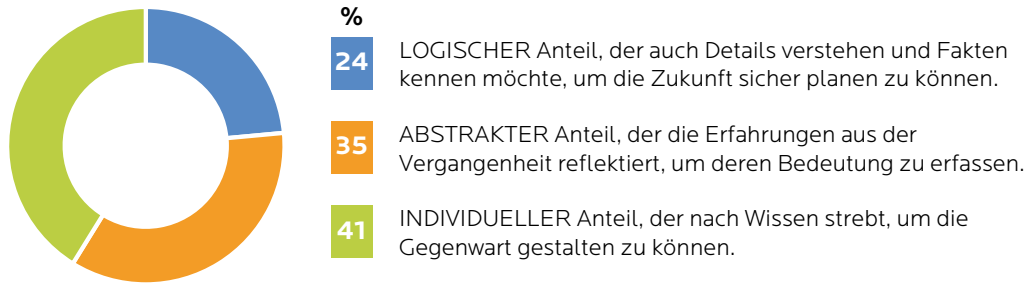 %
24
LOGISCHER Anteil, der auch Details verstehen und Fakten
kennen möchte, um die Zukunft sicher planen zu können.
35
ABSTRAKTER Anteil, der die Erfahrungen aus der
Vergangenheit reflektiert, um deren Bedeutung zu erfassen.
41
INDIVIDUELLER Anteil, der nach Wissen strebt, um die
Gegenwart gestalten zu können.